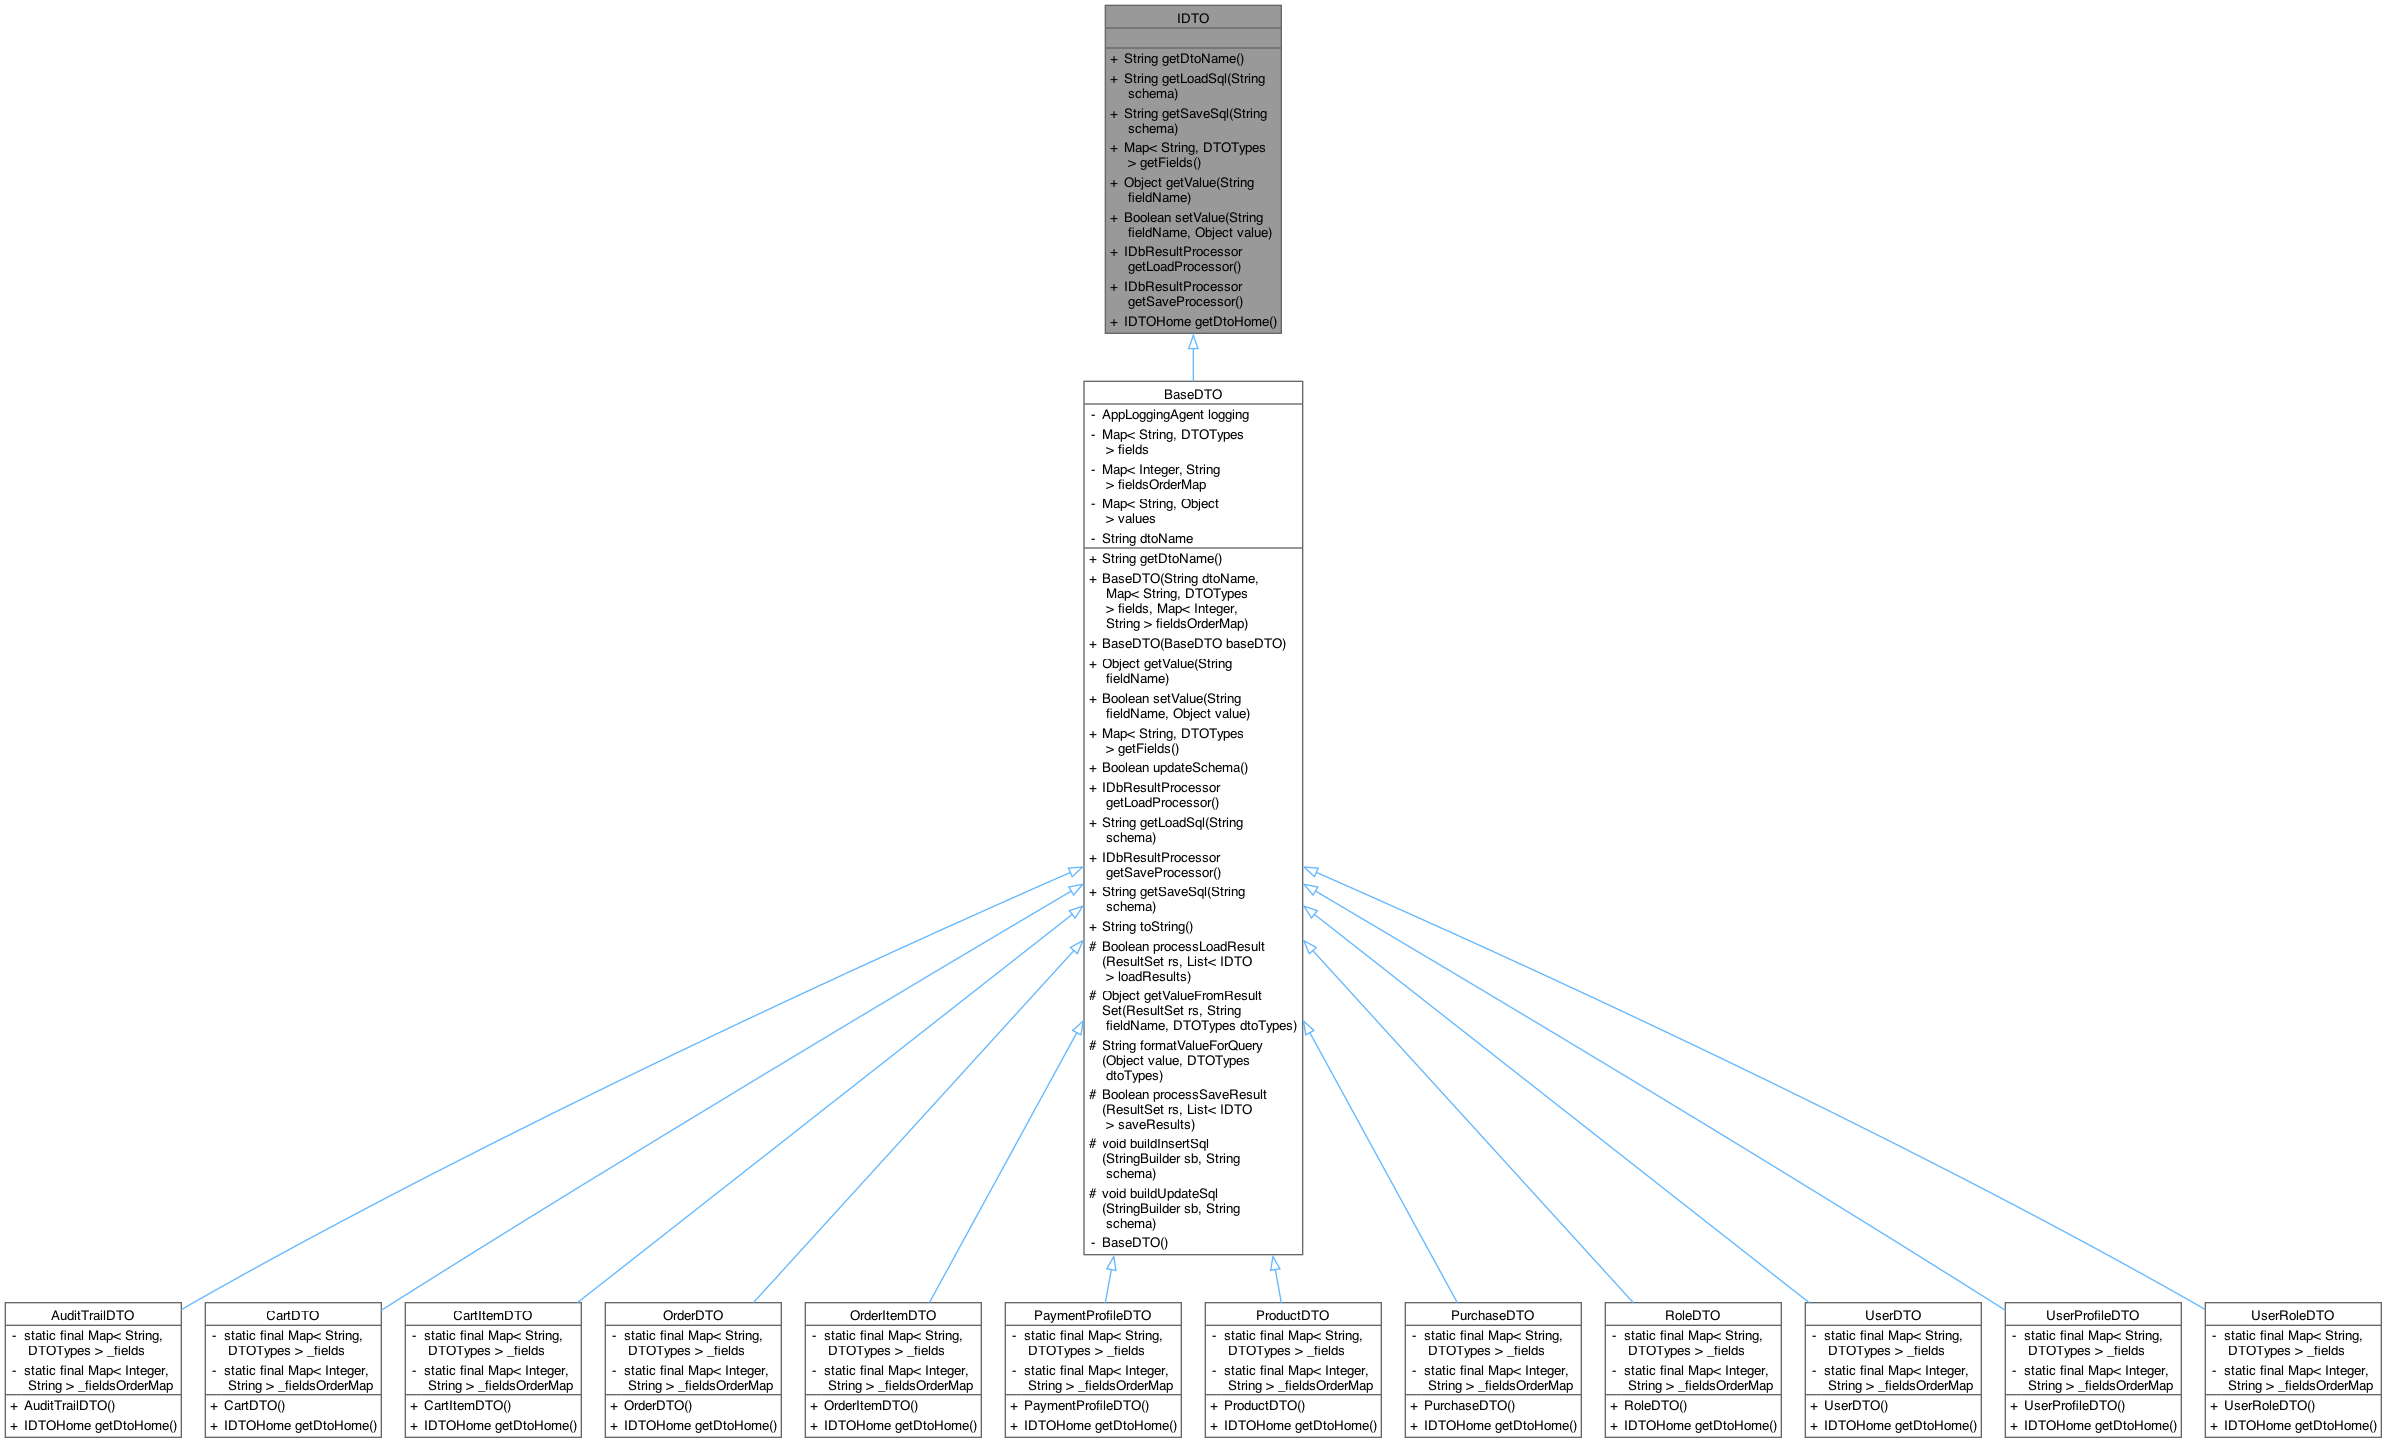 IDTO
+ String getDtoName()
+ String getLoadSql(String
schema)
+ String getSaveSql(String
schema)
+ Map< String, DTOTypes
> getFields()
+ Object getValue(String
fieldName)
+ Boolean setValue(String
fieldName, Object value)
+ IDbResultProcessor
getLoadProcessor()
+ IDbResultProcessor
getSaveProcessor()
+ IDTOHome getDtoHome()
BaseDTO
- AppLoggingAgent logging
- Map< String, DTOTypes
> fields
- Map< Integer, String
> fieldsOrderMap
- Map< String, Object
> values
- String dtoName
+ String getDtoName()
+ BaseDTO(String dtoName,
Map< String, DTOTypes
> fields, Map< Integer,
String > fieldsOrderMap)
+ BaseDTO(BaseDTO baseDTO)
+ Object getValue(String
fieldName)
+ Boolean setValue(String
fieldName, Object value)
+ Map< String, DTOTypes
> getFields()
+ Boolean updateSchema()
+ IDbResultProcessor
getLoadProcessor()
+ String getLoadSql(String
schema)
+ IDbResultProcessor
getSaveProcessor()
+ String getSaveSql(String
schema)
+ String toString()
# Boolean processLoadResult
(ResultSet rs, List< IDTO
> loadResults)
# Object getValueFromResult
Set(ResultSet rs, String
fieldName, DTOTypes dtoTypes)
# String formatValueForQuery
(Object value, DTOTypes
dtoTypes)
# Boolean processSaveResult
(ResultSet rs, List< IDTO
> saveResults)
# void buildInsertSql
(StringBuilder sb, String
schema)
# void buildUpdateSql
(StringBuilder sb, String
schema)
- BaseDTO()
AuditTrailDTO
- static final Map< String,
DTOTypes > _fields
- static final Map< Integer,
String > _fieldsOrderMap
+ AuditTrailDTO()
+ IDTOHome getDtoHome()
CartDTO
- static final Map< String,
DTOTypes > _fields
- static final Map< Integer,
String > _fieldsOrderMap
+ CartDTO()
+ IDTOHome getDtoHome()
CartItemDTO
- static final Map< String,
DTOTypes > _fields
- static final Map< Integer,
String > _fieldsOrderMap
+ CartItemDTO()
+ IDTOHome getDtoHome()
OrderDTO
- static final Map< String,
DTOTypes > _fields
- static final Map< Integer,
String > _fieldsOrderMap
+ OrderDTO()
+ IDTOHome getDtoHome()
OrderItemDTO
- static final Map< String,
DTOTypes > _fields
- static final Map< Integer,
String > _fieldsOrderMap
+ OrderItemDTO()
+ IDTOHome getDtoHome()
PaymentProfileDTO
- static final Map< String,
DTOTypes > _fields
- static final Map< Integer,
String > _fieldsOrderMap
+ PaymentProfileDTO()
+ IDTOHome getDtoHome()
ProductDTO
- static final Map< String,
DTOTypes > _fields
- static final Map< Integer,
String > _fieldsOrderMap
+ ProductDTO()
+ IDTOHome getDtoHome()
PurchaseDTO
- static final Map< String,
DTOTypes > _fields
- static final Map< Integer,
String > _fieldsOrderMap
+ PurchaseDTO()
+ IDTOHome getDtoHome()
RoleDTO
- static final Map< String,
DTOTypes > _fields
- static final Map< Integer,
String > _fieldsOrderMap
+ RoleDTO()
+ IDTOHome getDtoHome()
UserDTO
- static final Map< String,
DTOTypes > _fields
- static final Map< Integer,
String > _fieldsOrderMap
+ UserDTO()
+ IDTOHome getDtoHome()
UserProfileDTO
- static final Map< String,
DTOTypes > _fields
- static final Map< Integer,
String > _fieldsOrderMap
+ UserProfileDTO()
+ IDTOHome getDtoHome()
UserRoleDTO
- static final Map< String,
DTOTypes > _fields
- static final Map< Integer,
String > _fieldsOrderMap
+ UserRoleDTO()
+ IDTOHome getDtoHome()